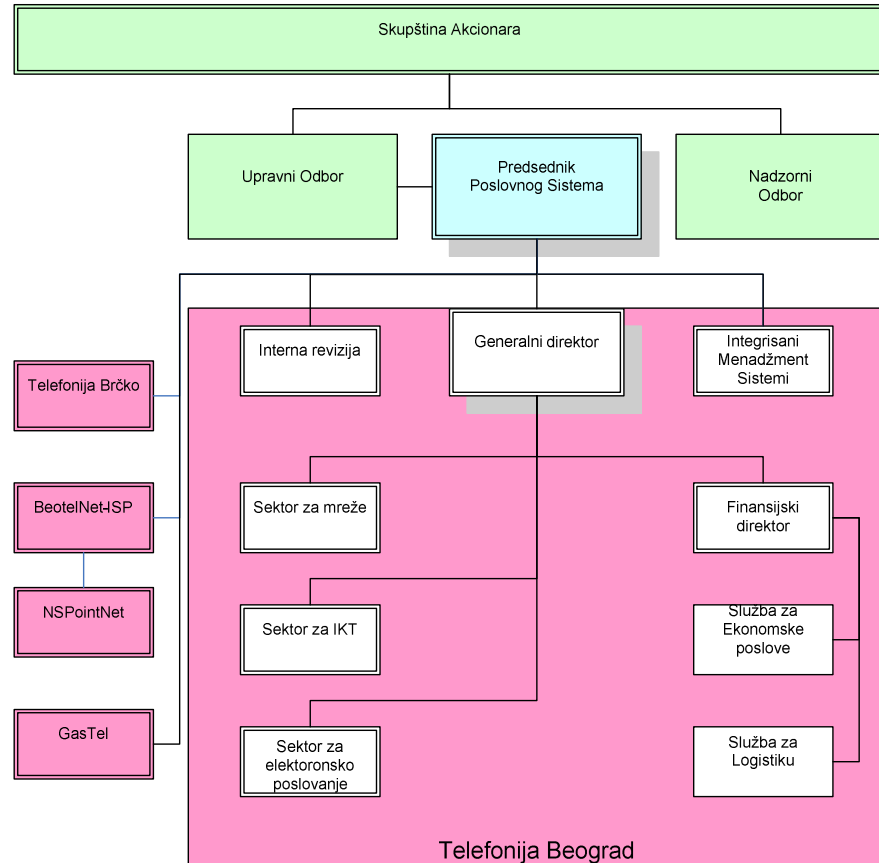 Skupština Akcionara
Upravni Odbor
Predsednik
Poslovnog Sistema
Nadzorni
Odbor
Interna revizija
Generalni direktor
Integrisani
Menadžment
Sistemi
Telefonija Brčko
BeotelNet-ISP
Sektor za mreže
Finansijski
direktor
NSPointNet
Sektor za IKT
Služba za
Ekonomske
poslove
GasTel
Sektor za
elektoronsko
poslovanje
Služba za
Logistiku
Telefonija Beograd